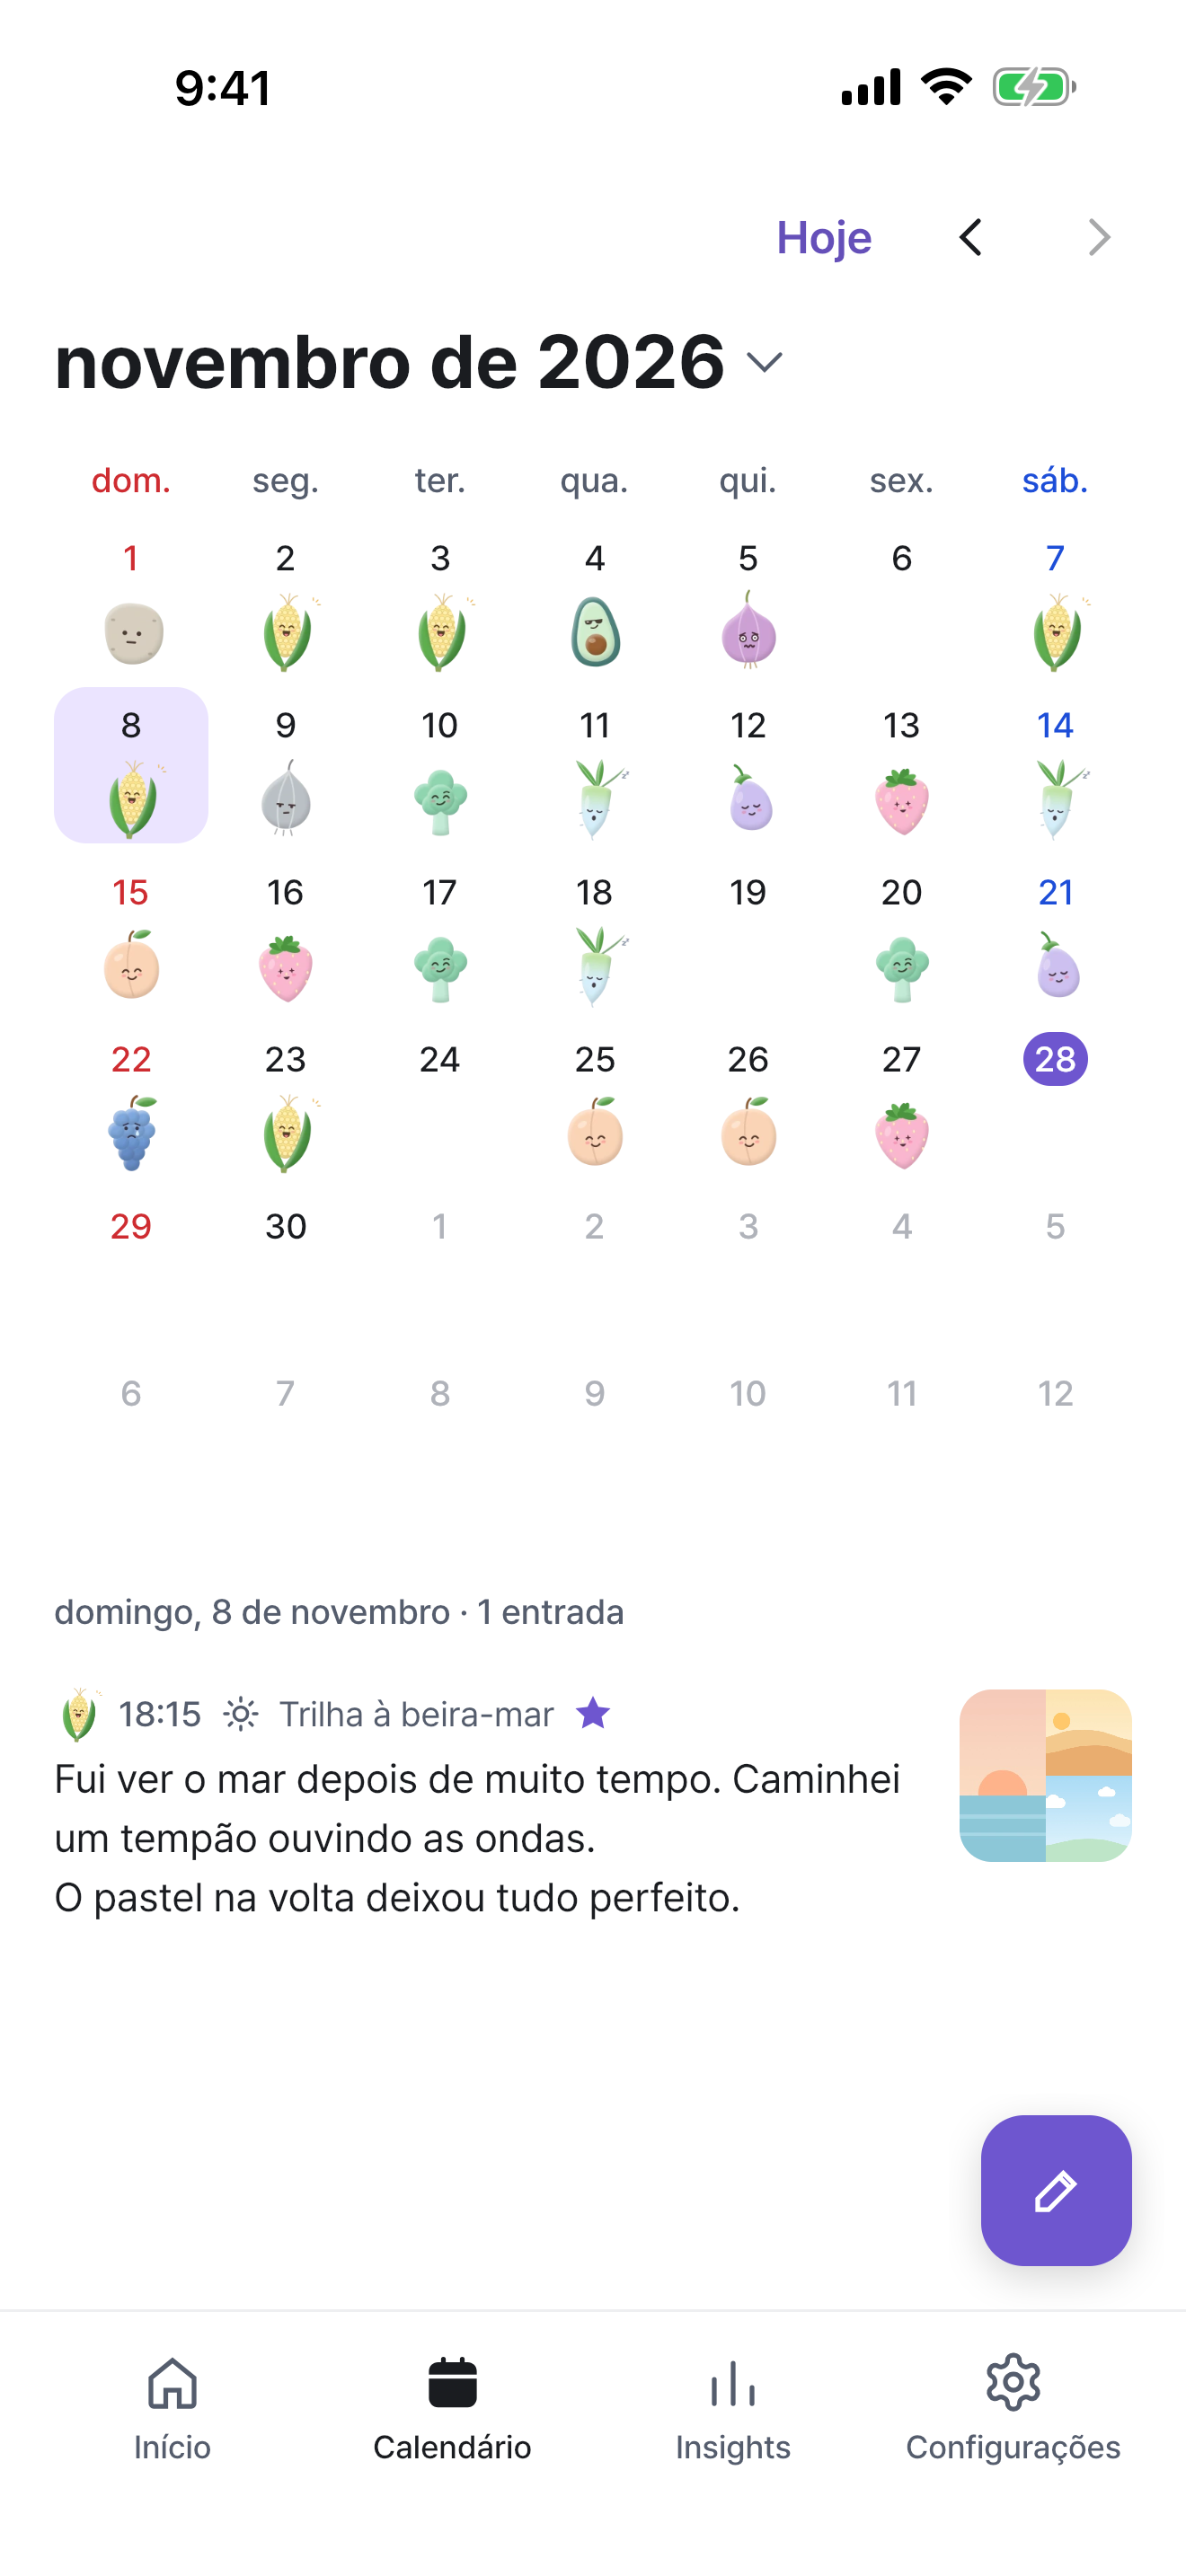 9:41
Hoje
novembro de 2026
dom. seg. ter. qua. qui. sex. sáb.
1 2 3 4 5 6 7
8 9 10 11 12 13 14
15 16 17 18 19 20 21
22 23 24 25 26 27 28
29 30 1 2 3 4 5
6 7 8 9 10 11 12
domingo, 8 de novembro · 1 entrada
18:15 Trilha à beira-mar
Fui ver o mar depois de muito tempo. Caminhei
um tempão ouvindo as ondas.
O pastel na volta deixou tudo perfeito.
Início Calendário Insights Configurações